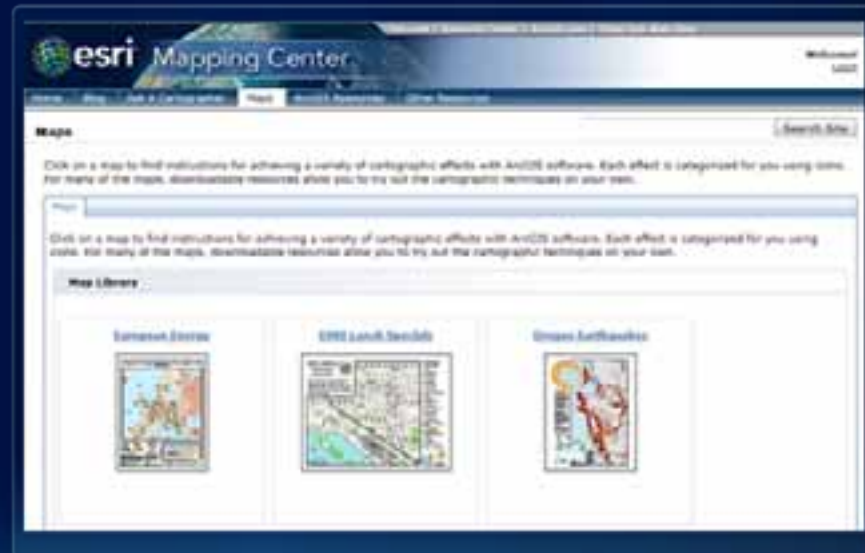 esri Mapping Center
Welcome!
Home Blog Ask A Cartographer Maps ArcGIS Resources Other Resources
Maps
Search Site
Click on a map to find instructions for achieving a variety of cartographic effects with ArcGIS software. Each effect is categorized for you using icons.
For many of the maps, downloadable resources allow you to try out the cartographic techniques on your own.
Maps
Click on a map to find instructions for achieving a variety of cartographic effects with ArcGIS software. Each effect is categorized for you using
icons. For many of the maps, downloadable resources allow you to try out the cartographic techniques on your own.
Map Library
European Energy
Lunch Specials
Oregon Earthquakes